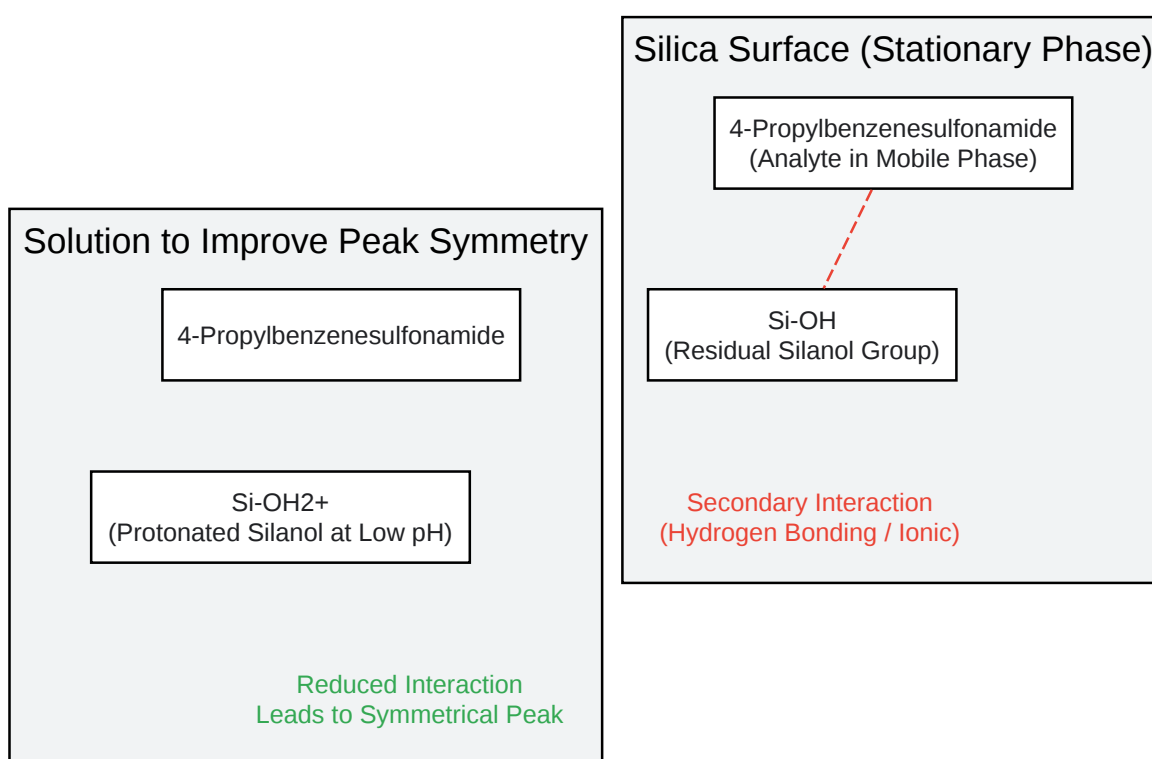 Silica Surface (Stationary Phase)
4-Propylbenzenesulfonamide
(Analyte in Mobile Phase)
Si-OH
(Residual Silanol Group)
Secondary Interaction
(Hydrogen Bonding / Ionic)
Solution to Improve Peak Symmetry
4-Propylbenzenesulfonamide
Si-OH2+
(Protonated Silanol at Low pH)
Reduced Interaction
Leads to Symmetrical Peak